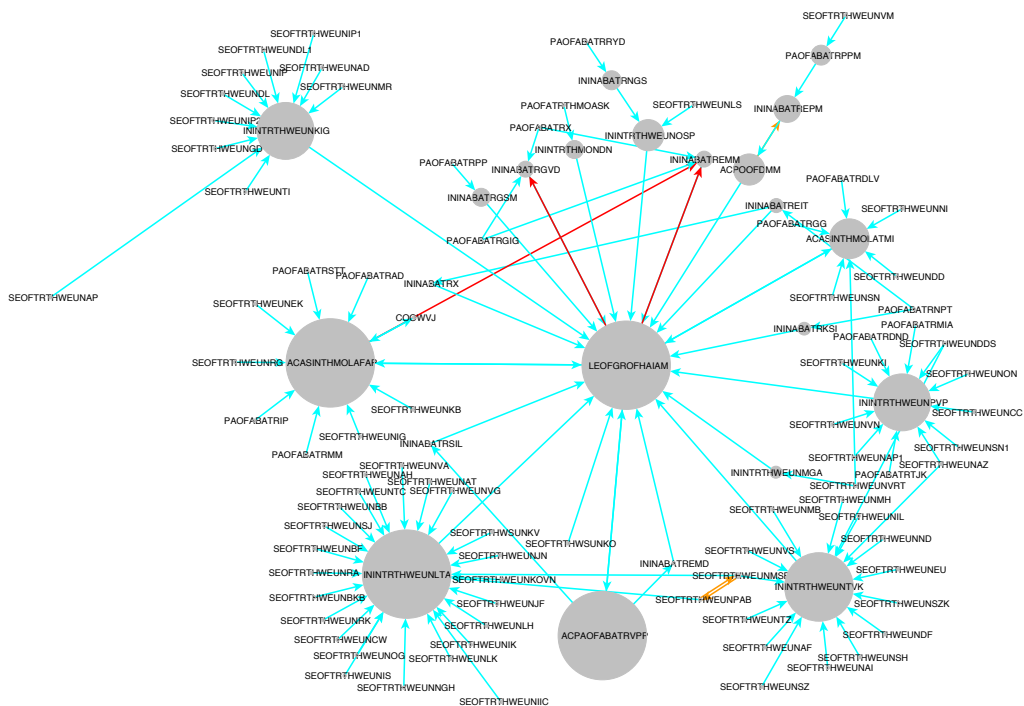 SEOFTRTHWEUNVM
SEOFTRTHWEUNIP1
PAOFABATRRYD
SEOFTRTHWEUNDL1
PAOFABATRPPM
SEOFTRTHWEUNIP
SEOFTRTHWEUNAD
ININABATRNGS
SEOFTRTHWEUNMR
SEOFTRTHWEUNDL
PAOFATRTHMOASK
SEOFTRTHWEUNLS
ININABATRIEPM
SEOFTRTHWEUNIP2
PAOFABATRX
ININTRTHWEUNKIG
ININTRTHWEUNOSP
SEOFTRTHWEUNGD
ININTRTHMONDN
PAOFABATRPP
ININABATREMM
ININABATRGVD
ACPOOFDMM
PAOFABATRDLV
SEOFTRTHWEUNTI
ININABATRGSM
ININABATREIT
SEOFTRTHWEUNNI
PAOFABATRGG
PAOFABATRGIG
ACASINTHMOLATMI
PAOFABATRSTT
PAOFABATRAD
ININABATRX
SEOFTRTHWEUNDD
SEOFTRTHWEUNAP
SEOFTRTHWEUNSN
SEOFTRTHWEUNEK
PAOFABATRNPT
COCWVJ
ININABATRKSI
PAOFABATRMIA
PAOFABATRDND
SEOFTRTHWEUNDDS
SEOFTRTHWEUNRG
ACASINTHMOLAFAP
LEOFGROFHAIAM
SEOFTRTHWEUNKI
SEOFTRTHWEUNON
ININTRTHWEUNPVP
SEOFTRTHWEUNKB
SEOFTRTHWEUNCC
PAOFABATRIP
SEOFTRTHWEUNVN
SEOFTRTHWEUNIG
ININABATRSIL
SEOFTRTHWEUNSN1
PAOFABATRMM
SEOFTRTHWEUNAP1
SEOFTRTHWEUNVA
SEOFTRTHWEUNAZ
SEOFTRTHWEUNAH
ININTRTHWEUNMGA
PAOFABATRTJK
SEOFTRTHWEUNAT
SEOFTRTHWEUNVRT
SEOFTRTHWEUNTC
SEOFTRTHWEUNVG
SEOFTRTHWEUNMH
SEOFTRTHWEUNBB
SEOFTRTHWEUNMB
SEOFTRTHWEUNIL
SEOFTRTHWEUNSJ
SEOFTRTHWSUNKV
SEOFTRTHWSUNKO
SEOFTRTHWEUNND
SEOFTRTHWEUNBF
SEOFTRTHWEUNVS
SEOFTRTHWEUNJN
ININABATREMD
SEOFTRTHWEUNEU
SEOFTRTHWEUNRA
ININTRTHWEUNLTA
SEOFTRTHWEUNKOVN
SEOFTRTHWEUNMSP
ININTRTHWEUNTVK
SEOFTRTHWEUNBKB
SEOFTRTHWEUNPAB
SEOFTRTHWEUNJF
SEOFTRTHWEUNSZK
SEOFTRTHWEUNRK
SEOFTRTHWEUNTZ
SEOFTRTHWEUNLH
SEOFTRTHWEUNDF
ACPAOFABATRVPP
SEOFTRTHWEUNCW
SEOFTRTHWEUNIK
SEOFTRTHWEUNAF
SEOFTRTHWEUNOG
SEOFTRTHWEUNLK
SEOFTRTHWEUNSH
SEOFTRTHWEUNAI
SEOFTRTHWEUNIS
SEOFTRTHWEUNNGH
SEOFTRTHWEUNSZ
SEOFTRTHWEUNIIC